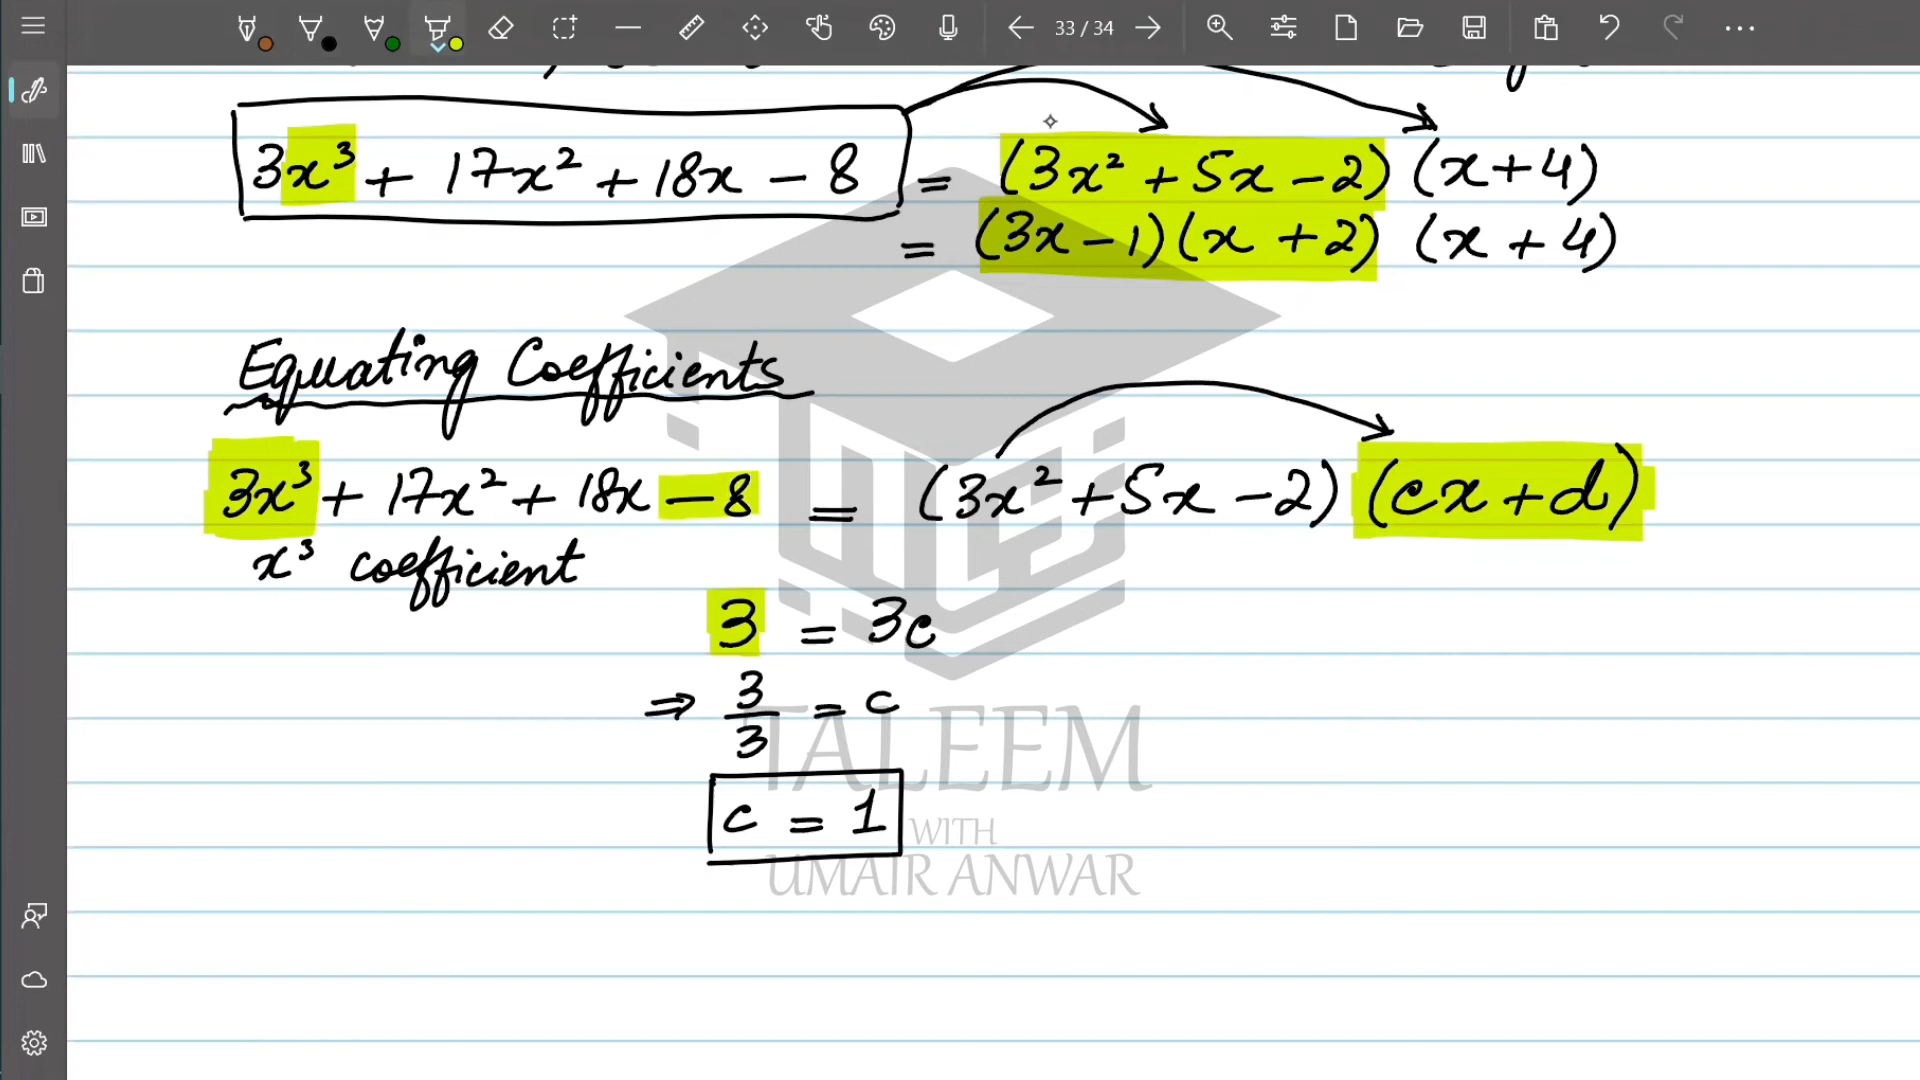 33 / 34
3x³ + 17x² + 18x − 8 = (3x² + 5x − 2) (x + 4)
= (3x − 1) (x + 2) (x + 4)
Equating Coefficients
3x³ + 17x² + 18x − 8 = (3x² + 5x − 2) (cx + d)
x³ coefficient
3 = 3c
⇒ 3/3 = c
c = 1
TALEEM
WITH
UMAIR ANWAR